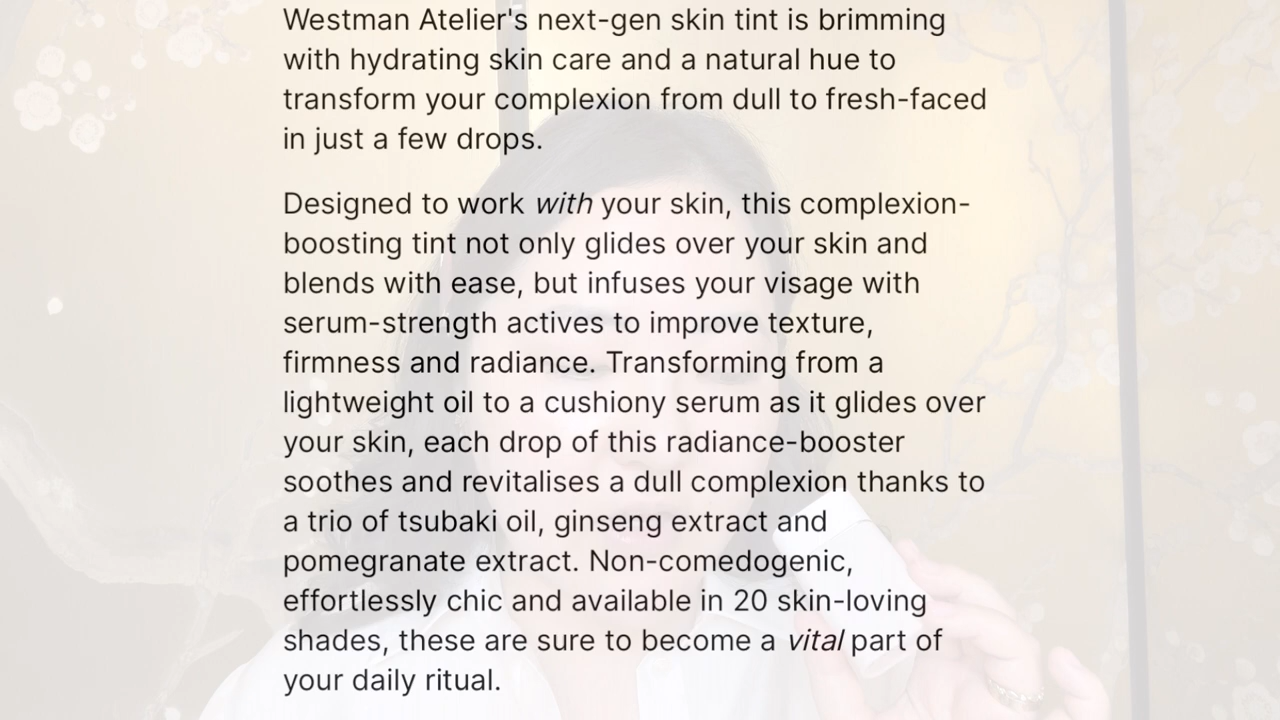 Westman Atelier's next-gen skin tint is brimming
with hydrating skin care and a natural hue to
transform your complexion from dull to fresh-faced
in just a few drops.
Designed to work with your skin, this complexion-
boosting tint not only glides over your skin and
blends with ease, but infuses your visage with
serum-strength actives to improve texture,
firmness and radiance. Transforming from a
lightweight oil to a cushiony serum as it glides over
your skin, each drop of this radiance-booster
soothes and revitalises a dull complexion thanks to
a trio of tsubaki oil, ginseng extract and
pomegranate extract. Non-comedogenic,
effortlessly chic and available in 20 skin-loving
shades, these are sure to become a vital part of
your daily ritual.